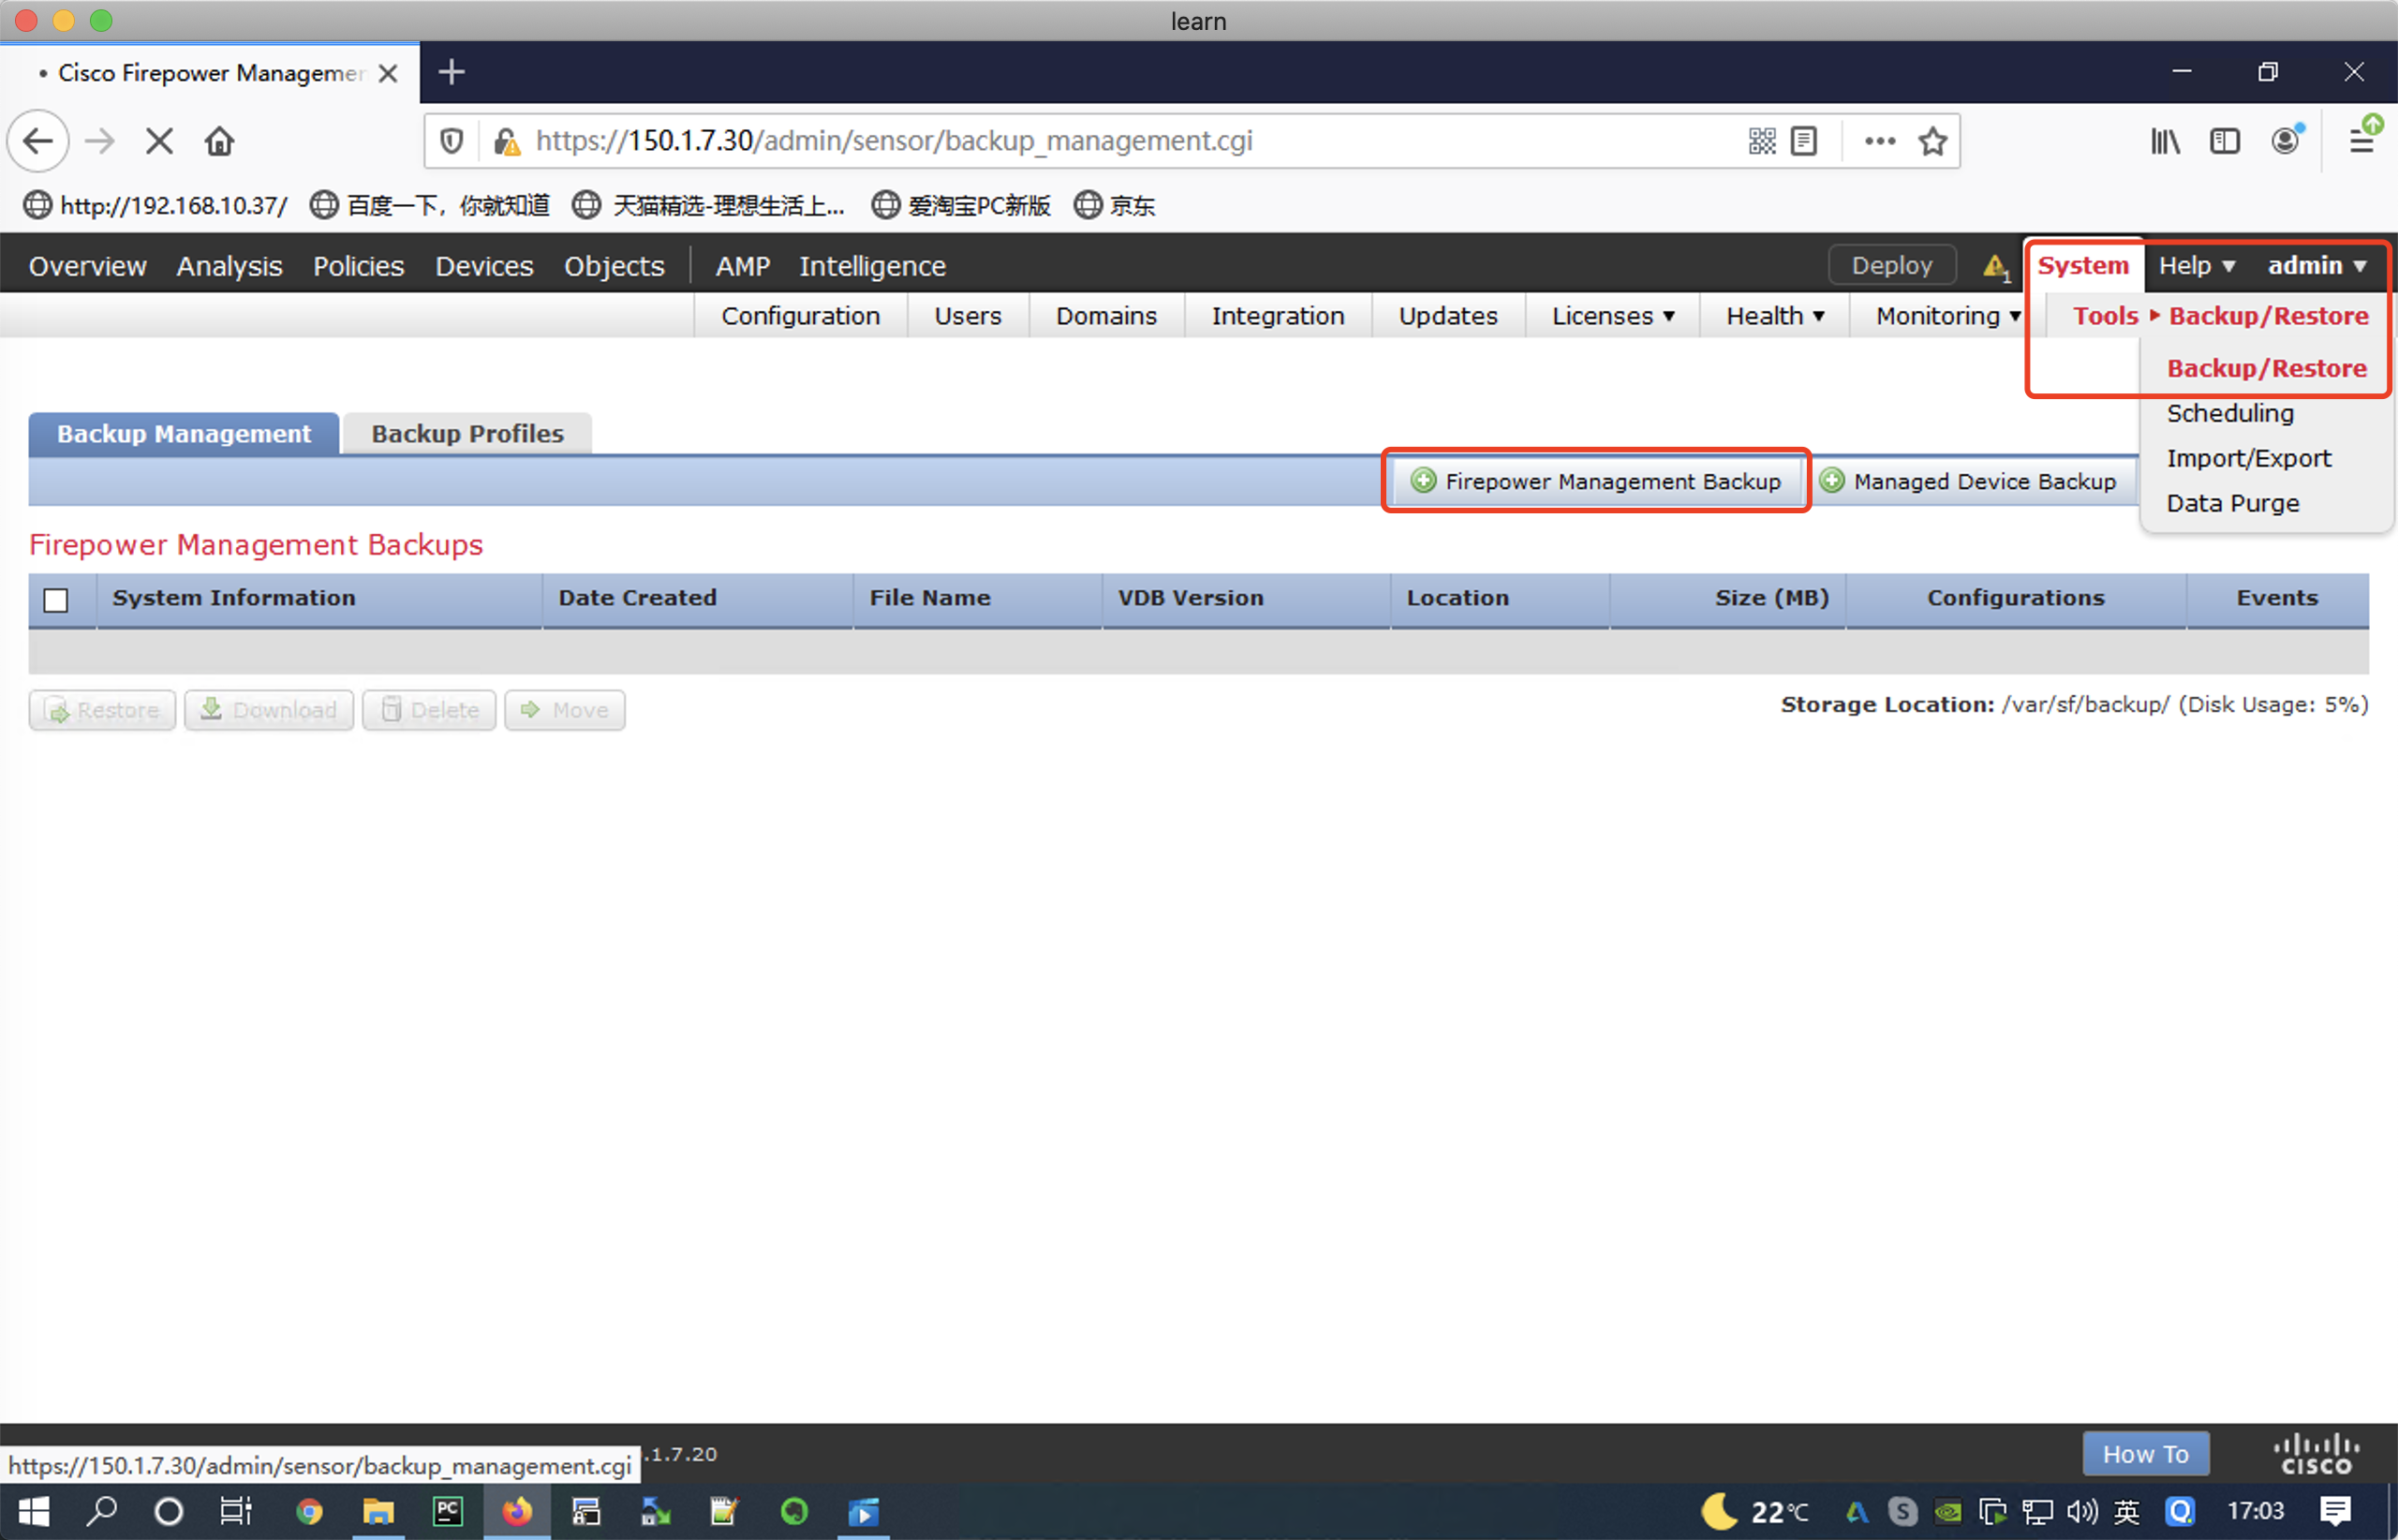 learn
Cisco Firepower Managemen
https://150.1.7.30/admin/sensor/backup_management.cgi
http://192.168.10.37/ 百度一下，你就知道 天猫精选-理想生活上... 爱淘宝PC新版 京东
Overview Analysis Policies Devices Objects AMP Intelligence Deploy 1 System Help admin
Configuration Users Domains Integration Updates Licenses Health Monitoring Tools Backup/Restore
Backup/Restore
Scheduling
Import/Export
Data Purge
Backup Management Backup Profiles
Firepower Management Backup Managed Device Backup
Firepower Management Backups
System Information Date Created File Name VDB Version Location Size (MB) Configurations Events
Restore Download Delete Move Storage Location: /var/sf/backup/ (Disk Usage: 5%)
.1.7.20 How To CISCO
https://150.1.7.30/admin/sensor/backup_management.cgi
PC 22℃ S 英 Q 17:03